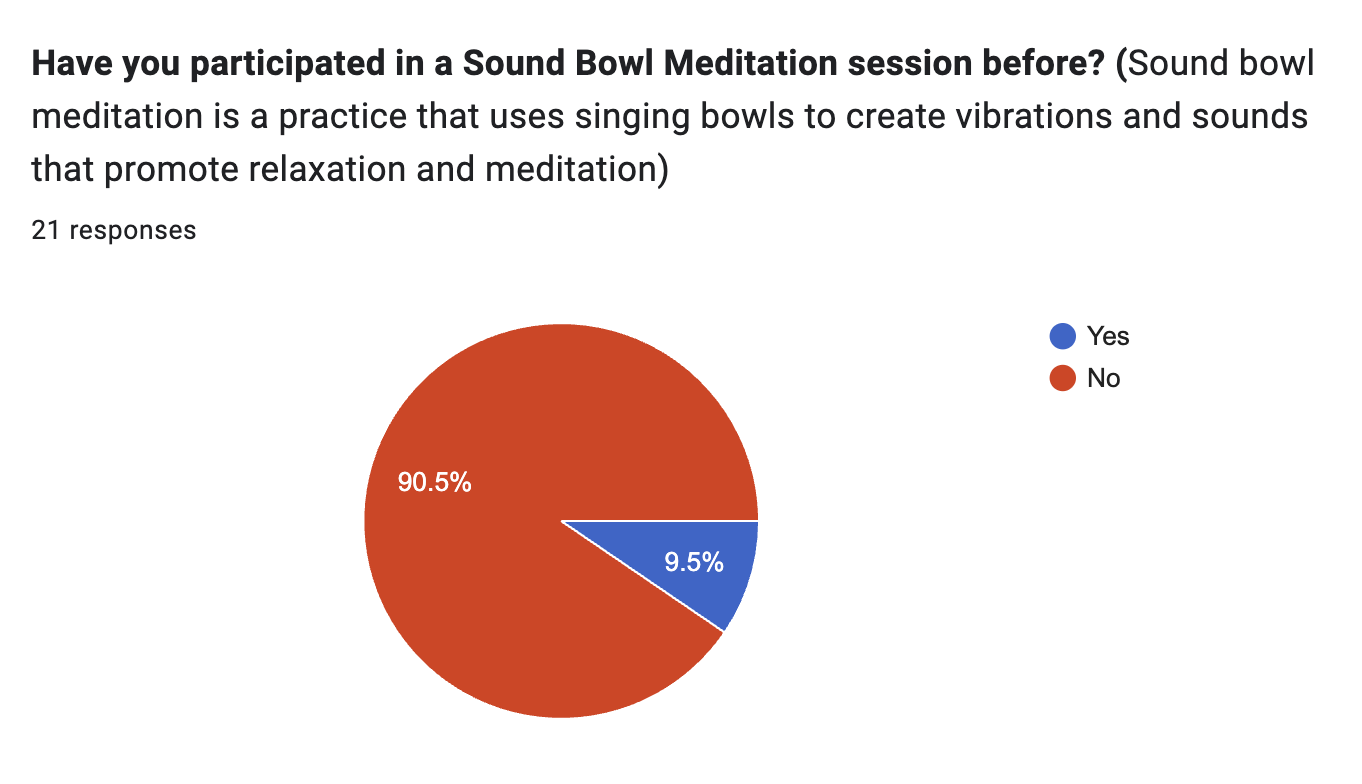 Have you participated in a Sound Bowl Meditation session before? (Sound bowl
meditation is a practice that uses singing bowls to create vibrations and sounds
that promote relaxation and meditation)
21 responses
Yes
No
90.5%
9.5%